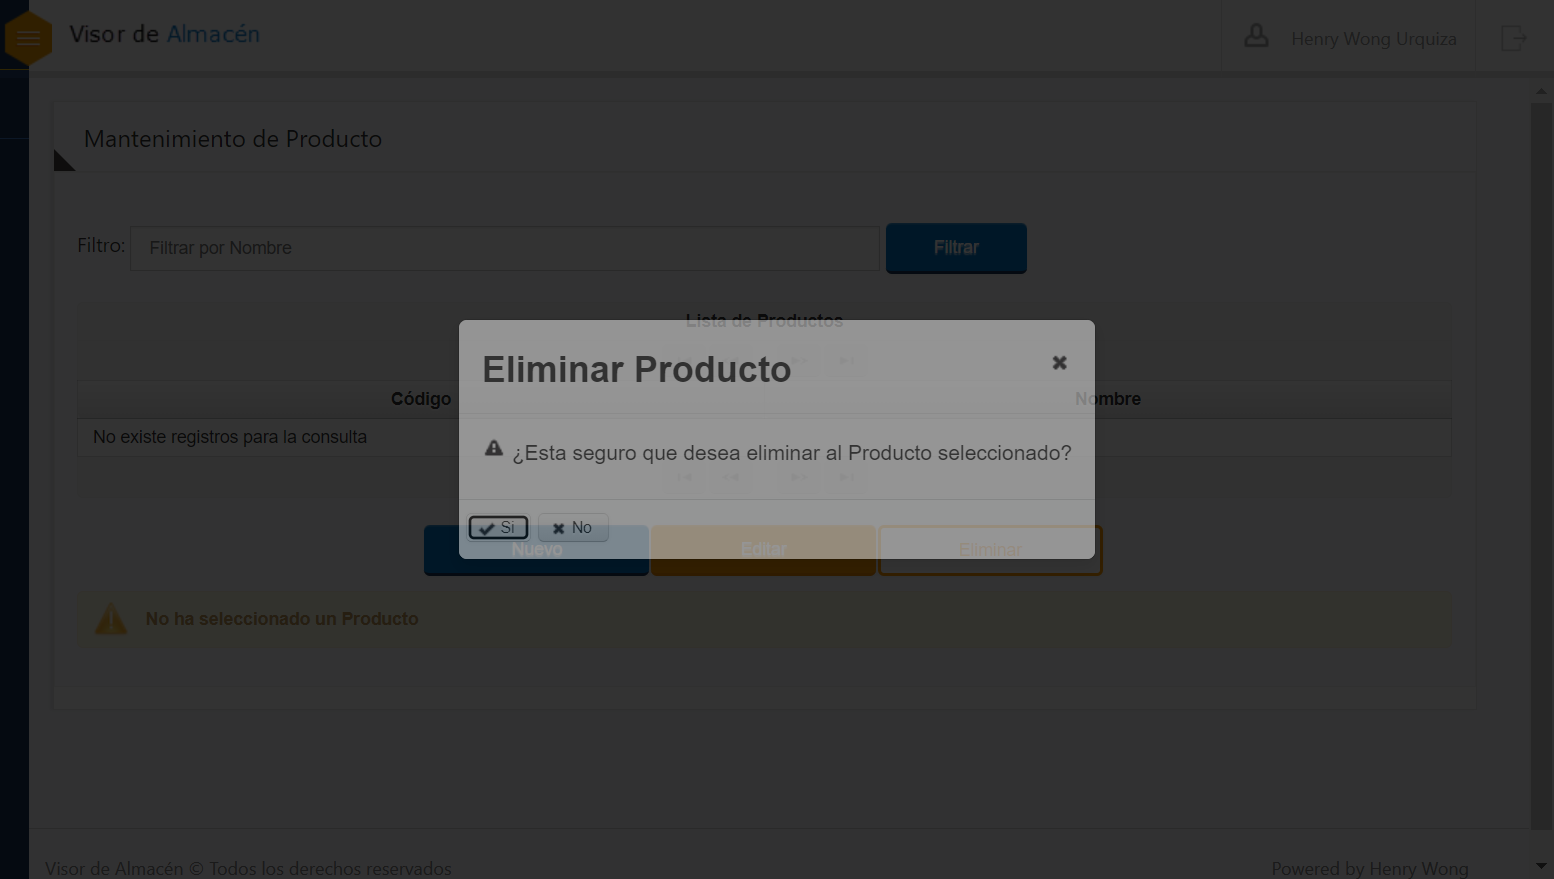 Visor de Almacén
Henry Wong Urquiza
Mantenimiento de Producto
Filtro:
Filtrar por Nombre
Filtrar
Lista de Productos
Eliminar Producto
Código
Nombre
No existe registros para la consulta
¿Esta seguro que desea eliminar al Producto seleccionado?
Si
No
Nuevo
Editar
Eliminar
No ha seleccionado un Producto
Visor de Almacén © Todos los derechos reservados
Powered by Henry Wong